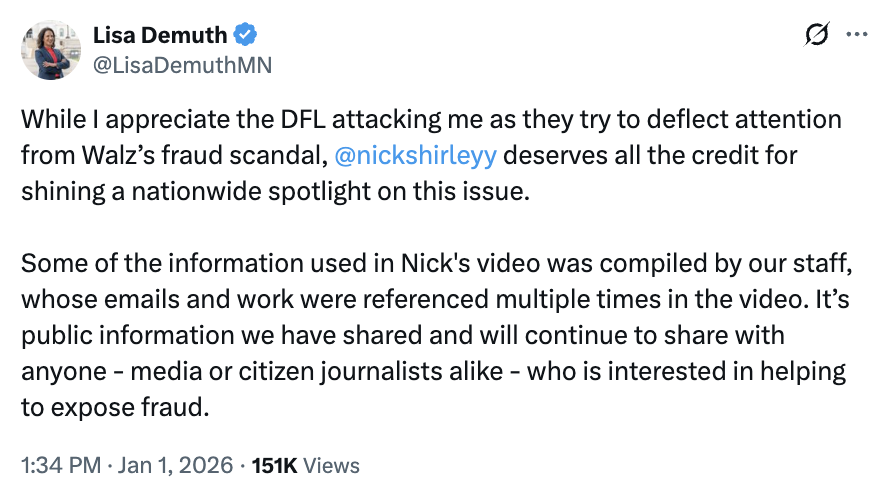 Lisa Demuth
@LisaDemuthMN
While I appreciate the DFL attacking me as they try to deflect attention
from Walz’s fraud scandal, @nickshirleyy deserves all the credit for
shining a nationwide spotlight on this issue.
Some of the information used in Nick's video was compiled by our staff,
whose emails and work were referenced multiple times in the video. It’s
public information we have shared and will continue to share with
anyone - media or citizen journalists alike - who is interested in helping
to expose fraud.
1:34 PM · Jan 1, 2026 · 151K Views